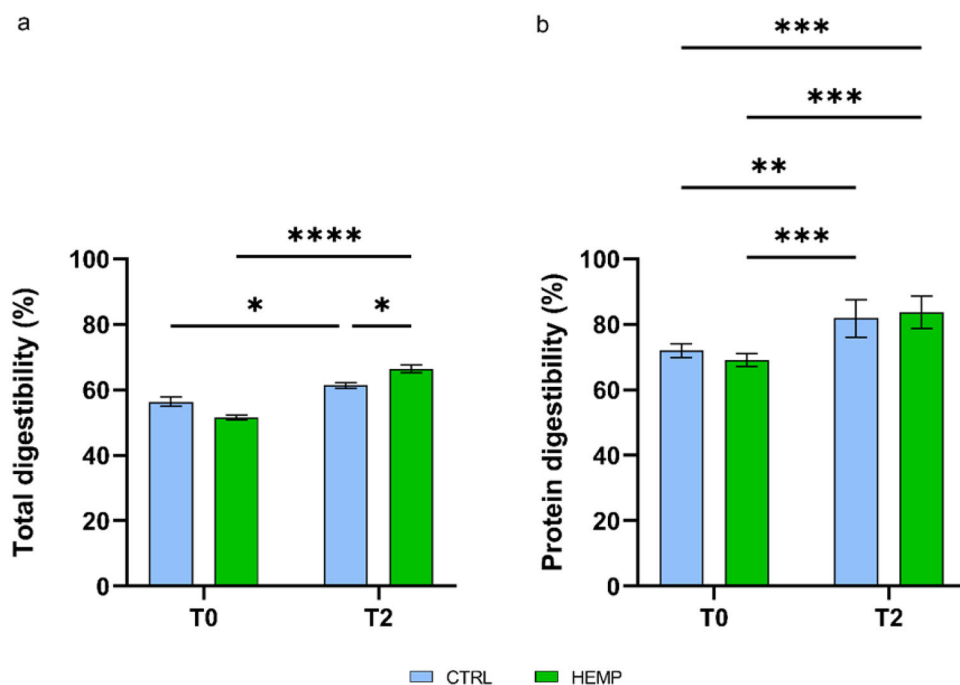 a
b
***
***
**
***
****
*
*
Total digestibility (%)
100
80
60
40
20
0
T0
T2
Protein digestibility (%)
100
80
60
40
20
0
T0
T2
CTRL
HEMP